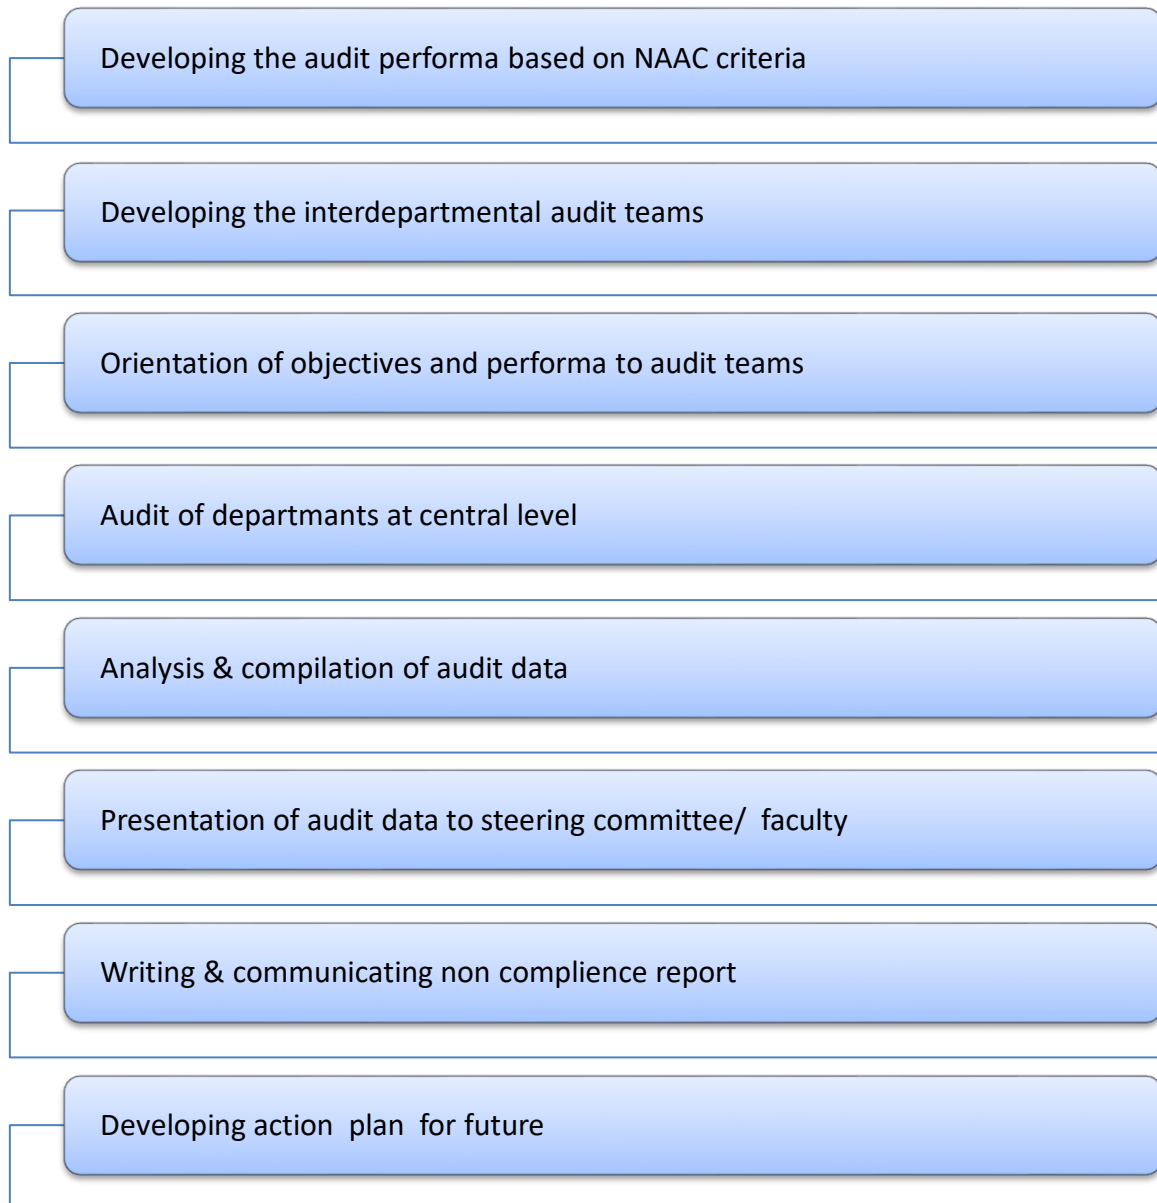 Developing the audit performa based on NAAC criteria
Developing the interdepartmental audit teams
Orientation of objectives and performa to audit teams
Audit of departmants at central level
Analysis & compilation of audit data
Presentation of audit data to steering committee/ faculty
Writing & communicating non complience report
Developing action plan for future